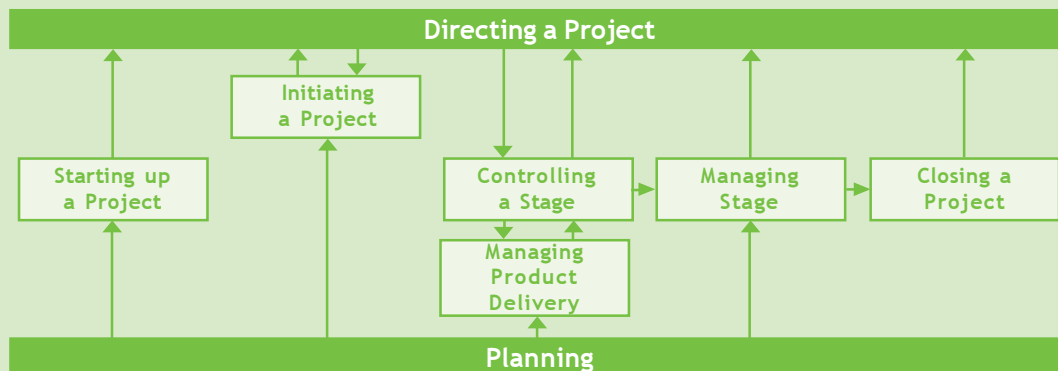 Directing a Project
Initiating
a Project
Starting up
a Project
Controlling
a Stage
Managing
Stage
Closing a
Project
Managing
Product
Delivery
Planning